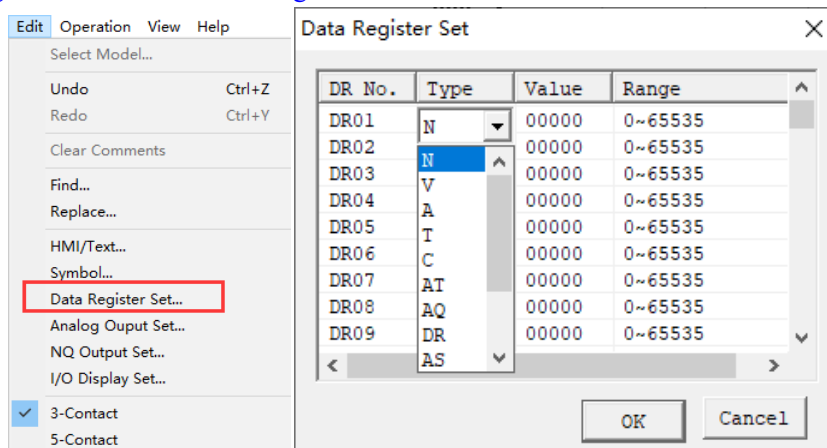 Edit Operation View Help
Select Model...
Undo Ctrl+Z
Redo Ctrl+Y
Clear Comments
Find...
Replace...
HMI/Text...
Symbol...
Data Register Set...
Analog Ouput Set...
NQ Output Set...
I/O Display Set...
3-Contact
5-Contact
Data Register Set
DR No. Type Value Range
DR01 N 00000 0~65535
DR02 00000 0~65535
DR03 00000 0~65535
DR04 00000 0~65535
DR05 00000 0~65535
DR06 00000 0~65535
DR07 00000 0~65535
DR08 00000 0~65535
DR09 00000 0~65535
N
V
A
T
C
AT
AQ
DR
AS
OK Cancel